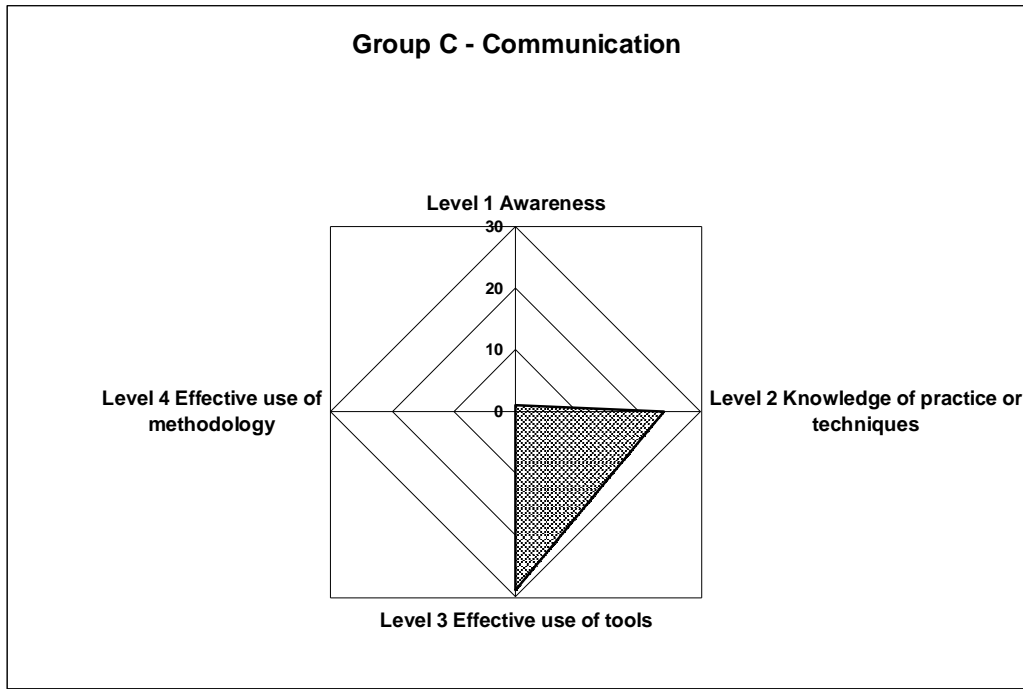 Group C - Communication
Level 1 Awareness
30
20
10
0
Level 4 Effective use of
methodology
Level 2 Knowledge of practice or
techniques
Level 3 Effective use of tools